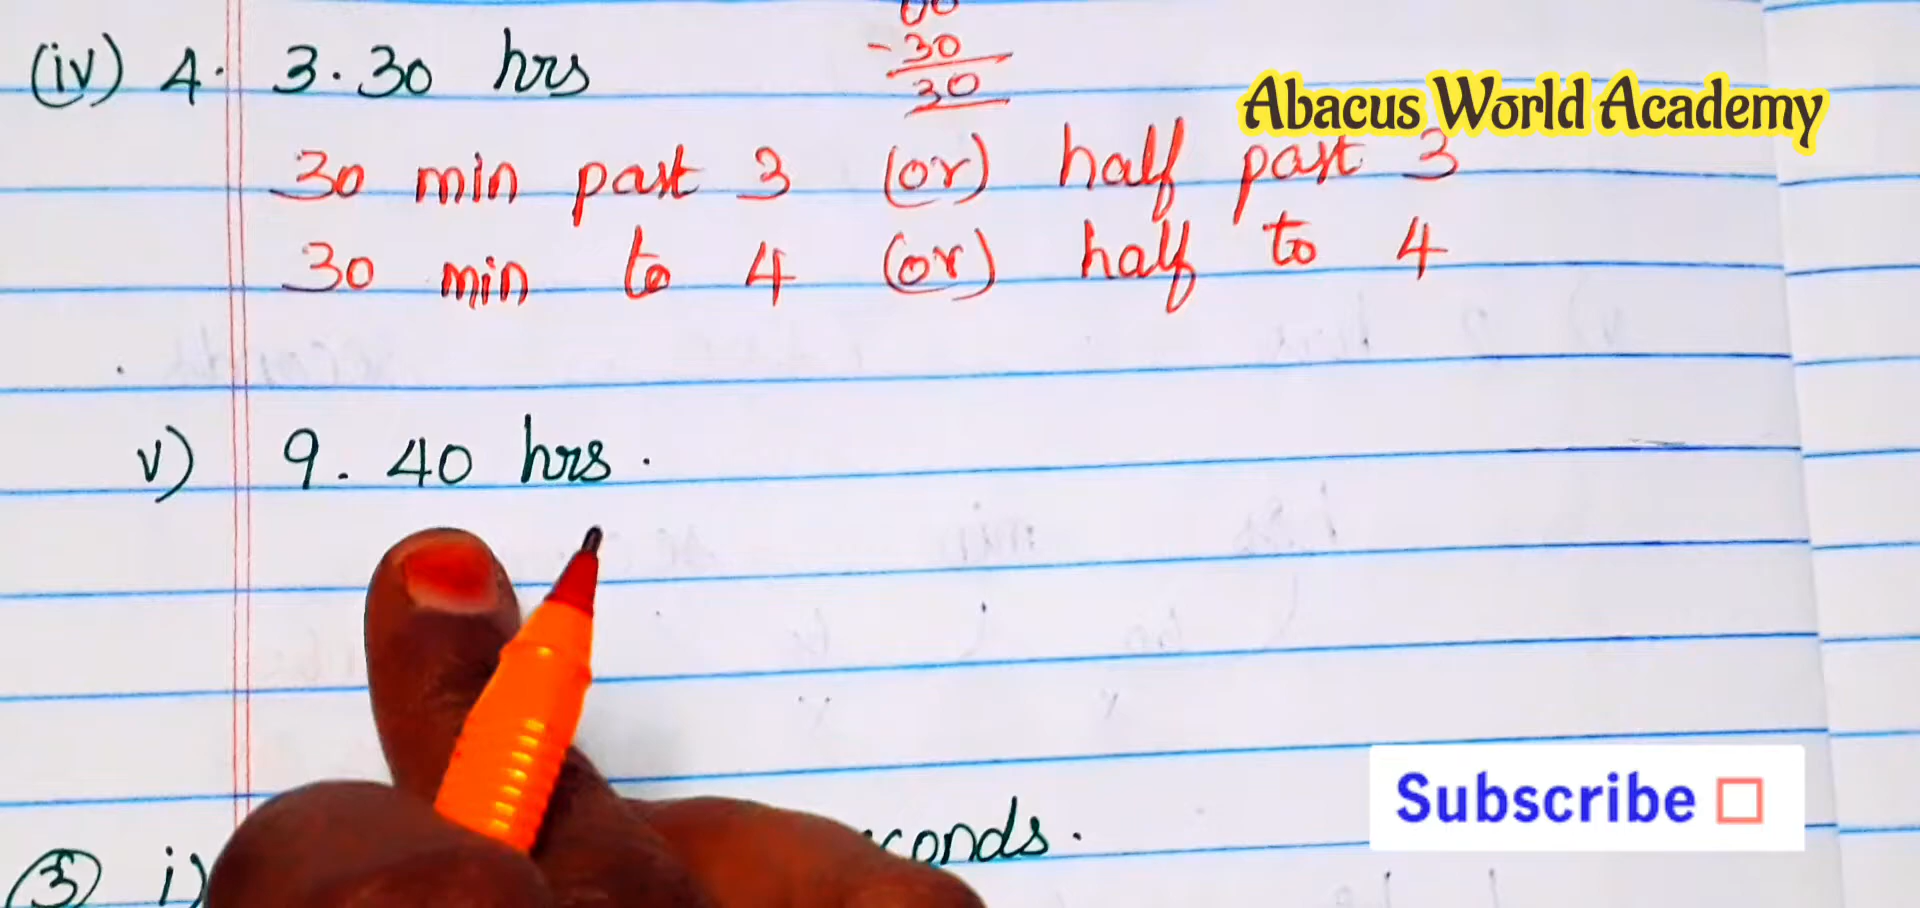 (iv) 4. 3.30 hrs
60
- 30
30
Abacus World Academy
30 min past 3 (or) half past 3
30 min to 4 (or) half to 4
v) 9.40 hrs.
Subscribe
3 i)